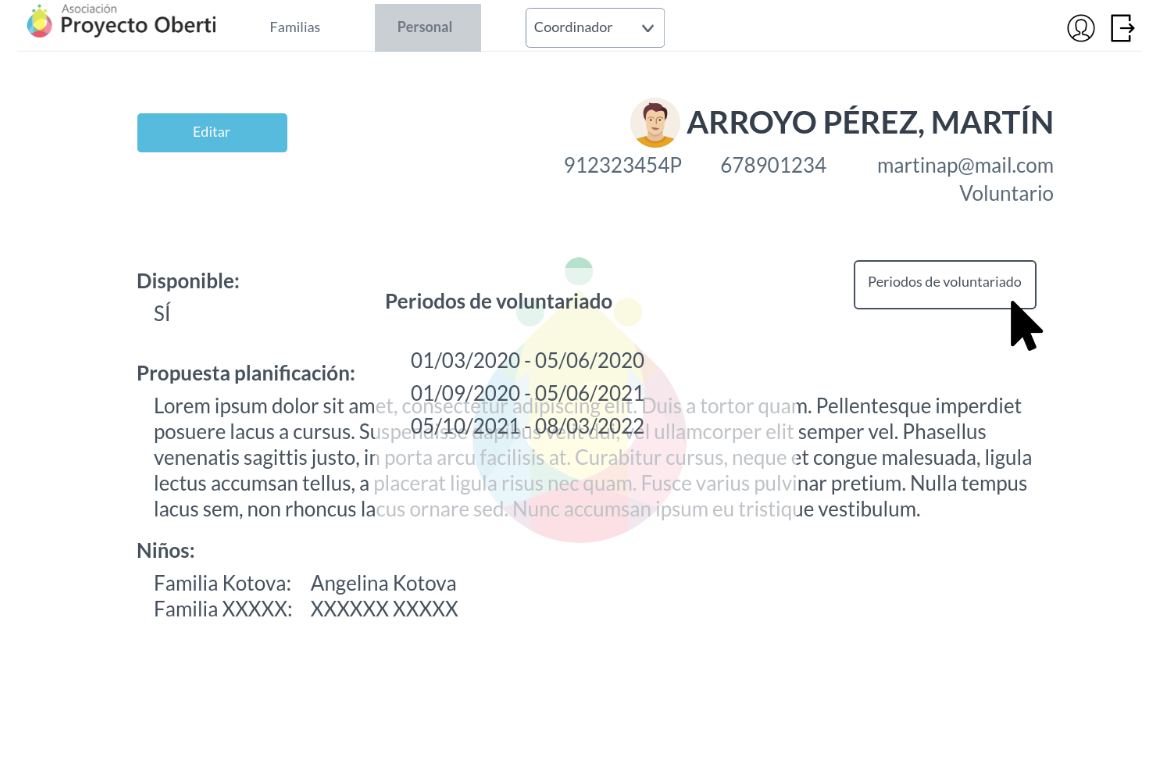 Asociación
Proyecto Oberti
Familias
Personal
Coordinador
Editar
ARROYO PÉREZ, MARTÍN
912323454P 678901234 martinap@mail.com
Voluntario
Disponible:
SÍ
Periodos de voluntariado
Periodos de voluntariado
01/03/2020 - 05/06/2020
01/09/2020 - 05/06/2021
05/10/2021 - 08/03/2022
Propuesta planificación:
Lorem ipsum dolor sit amet, consectetur adipiscing elit. Duis a tortor quam. Pellentesque imperdiet
posuere lacus a cursus. Suspendisse dapibus velit dui, vel ullamcorper elit semper vel. Phasellus
venenatis sagittis justo, in porta arcu facilisis at. Curabitur cursus, neque et congue malesuada, ligula
lectus accumsan tellus, a placerat ligula risus nec quam. Fusce varius pulvinar pretium. Nulla tempus
lacus sem, non rhoncus lacus ornare sed. Nunc accumsan ipsum eu tristique vestibulum.
Niños:
Familia Kotova: Angelina Kotova
Familia XXXXX: XXXXXX XXXXX